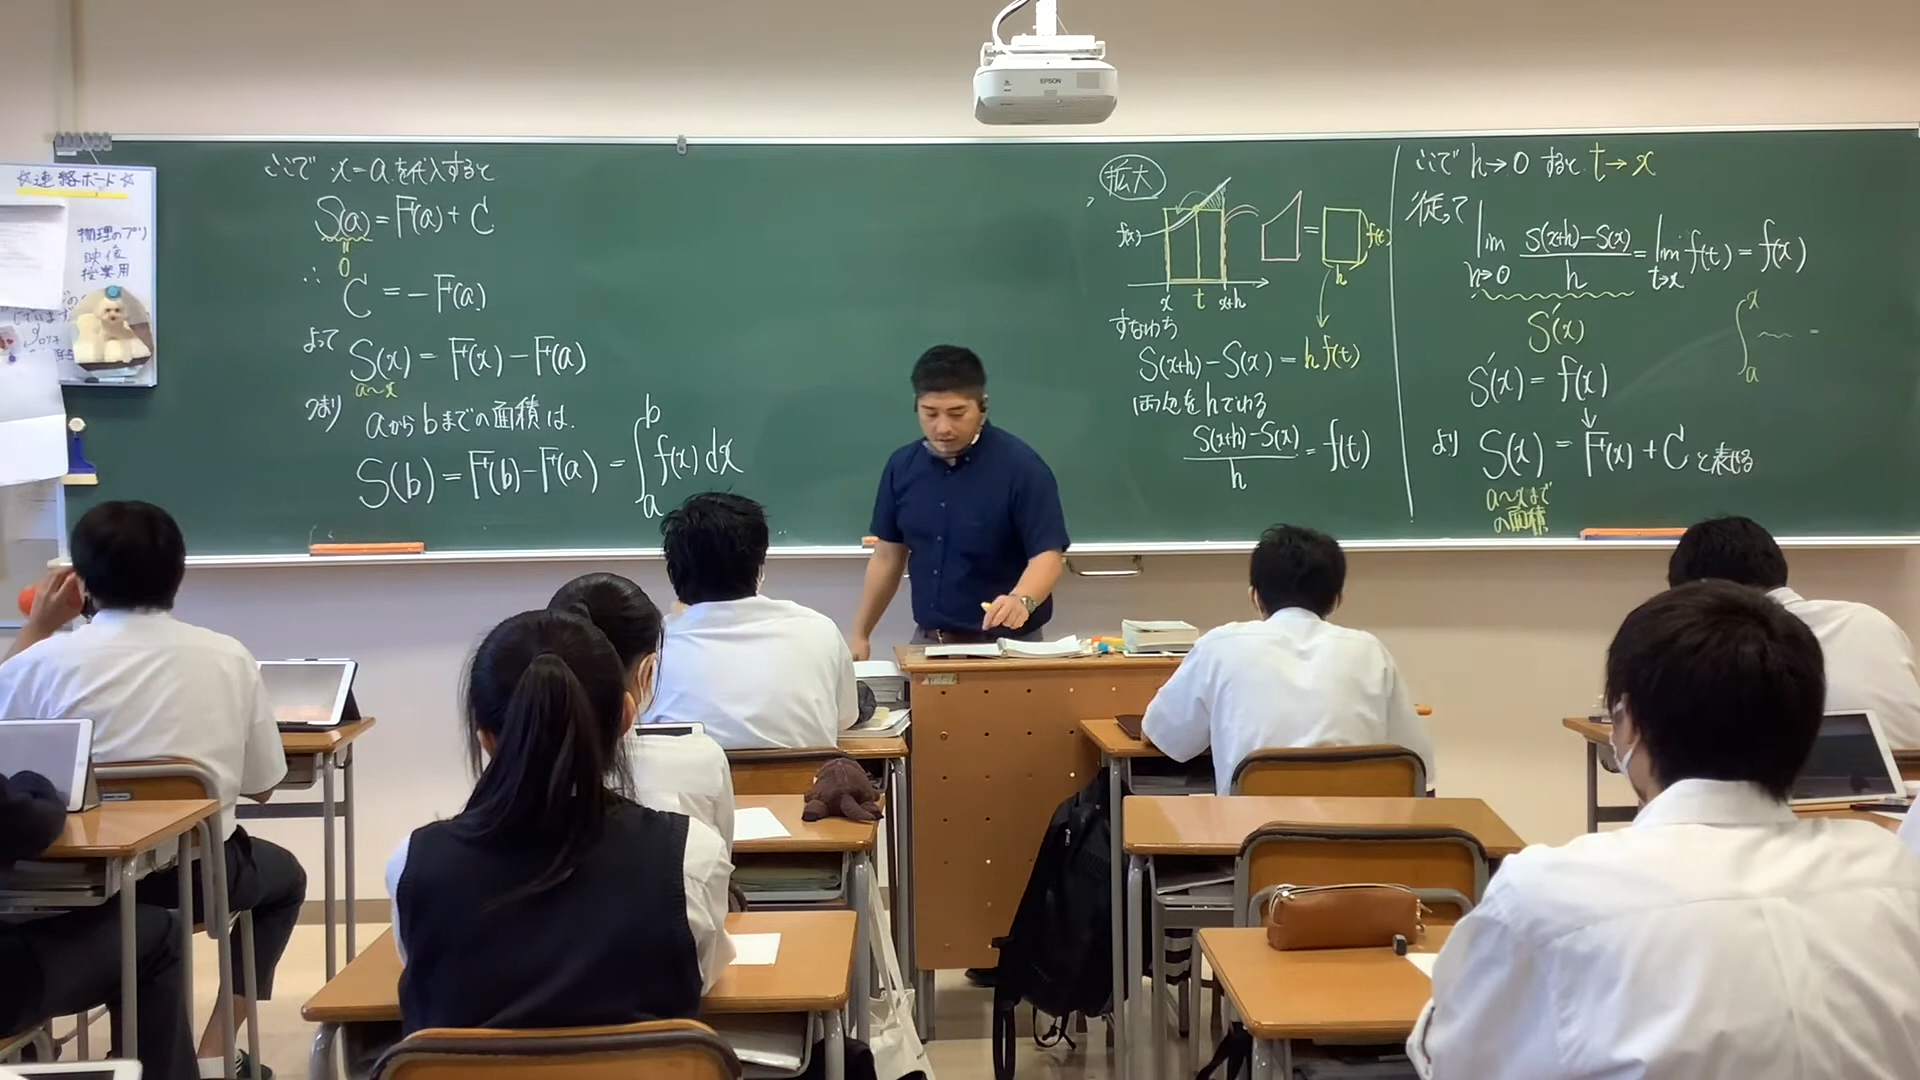 EPSON
☆連絡ボード☆
物理のプリ
映像
授業用
ここで x=aを代入すると
S(a)=F(a)+C
0
∴ C=-F(a)
よって S(x)=F(x)-F(a)
a~x
つまり aからbまでの面積は.
S(b)=F(b)-F(a)=∫_a^b f(x)dx
拡大
f(x)
= f(t)
h
x t x+h
すなわち
S(x+h)-S(x)=hf(t)
両辺をhでわる
(S(x+h)-S(x))/h=f(t)
ここで h→0 すると t→x
従って
lim_{h→0} (S(x+h)-S(x))/h=lim_{t→x} f(t)=f(x)
S'(x)
∫_a^x =
S'(x)=f(x)
↓
より S(x)=F(x)+C と表せる
a~xまで
の面積